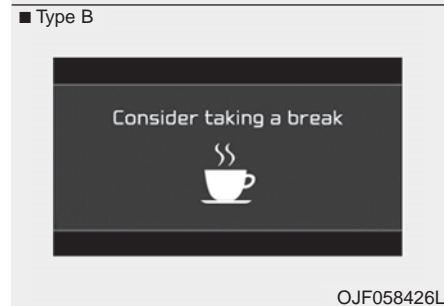 ■ Type B
Consider taking a break
OJF058426L